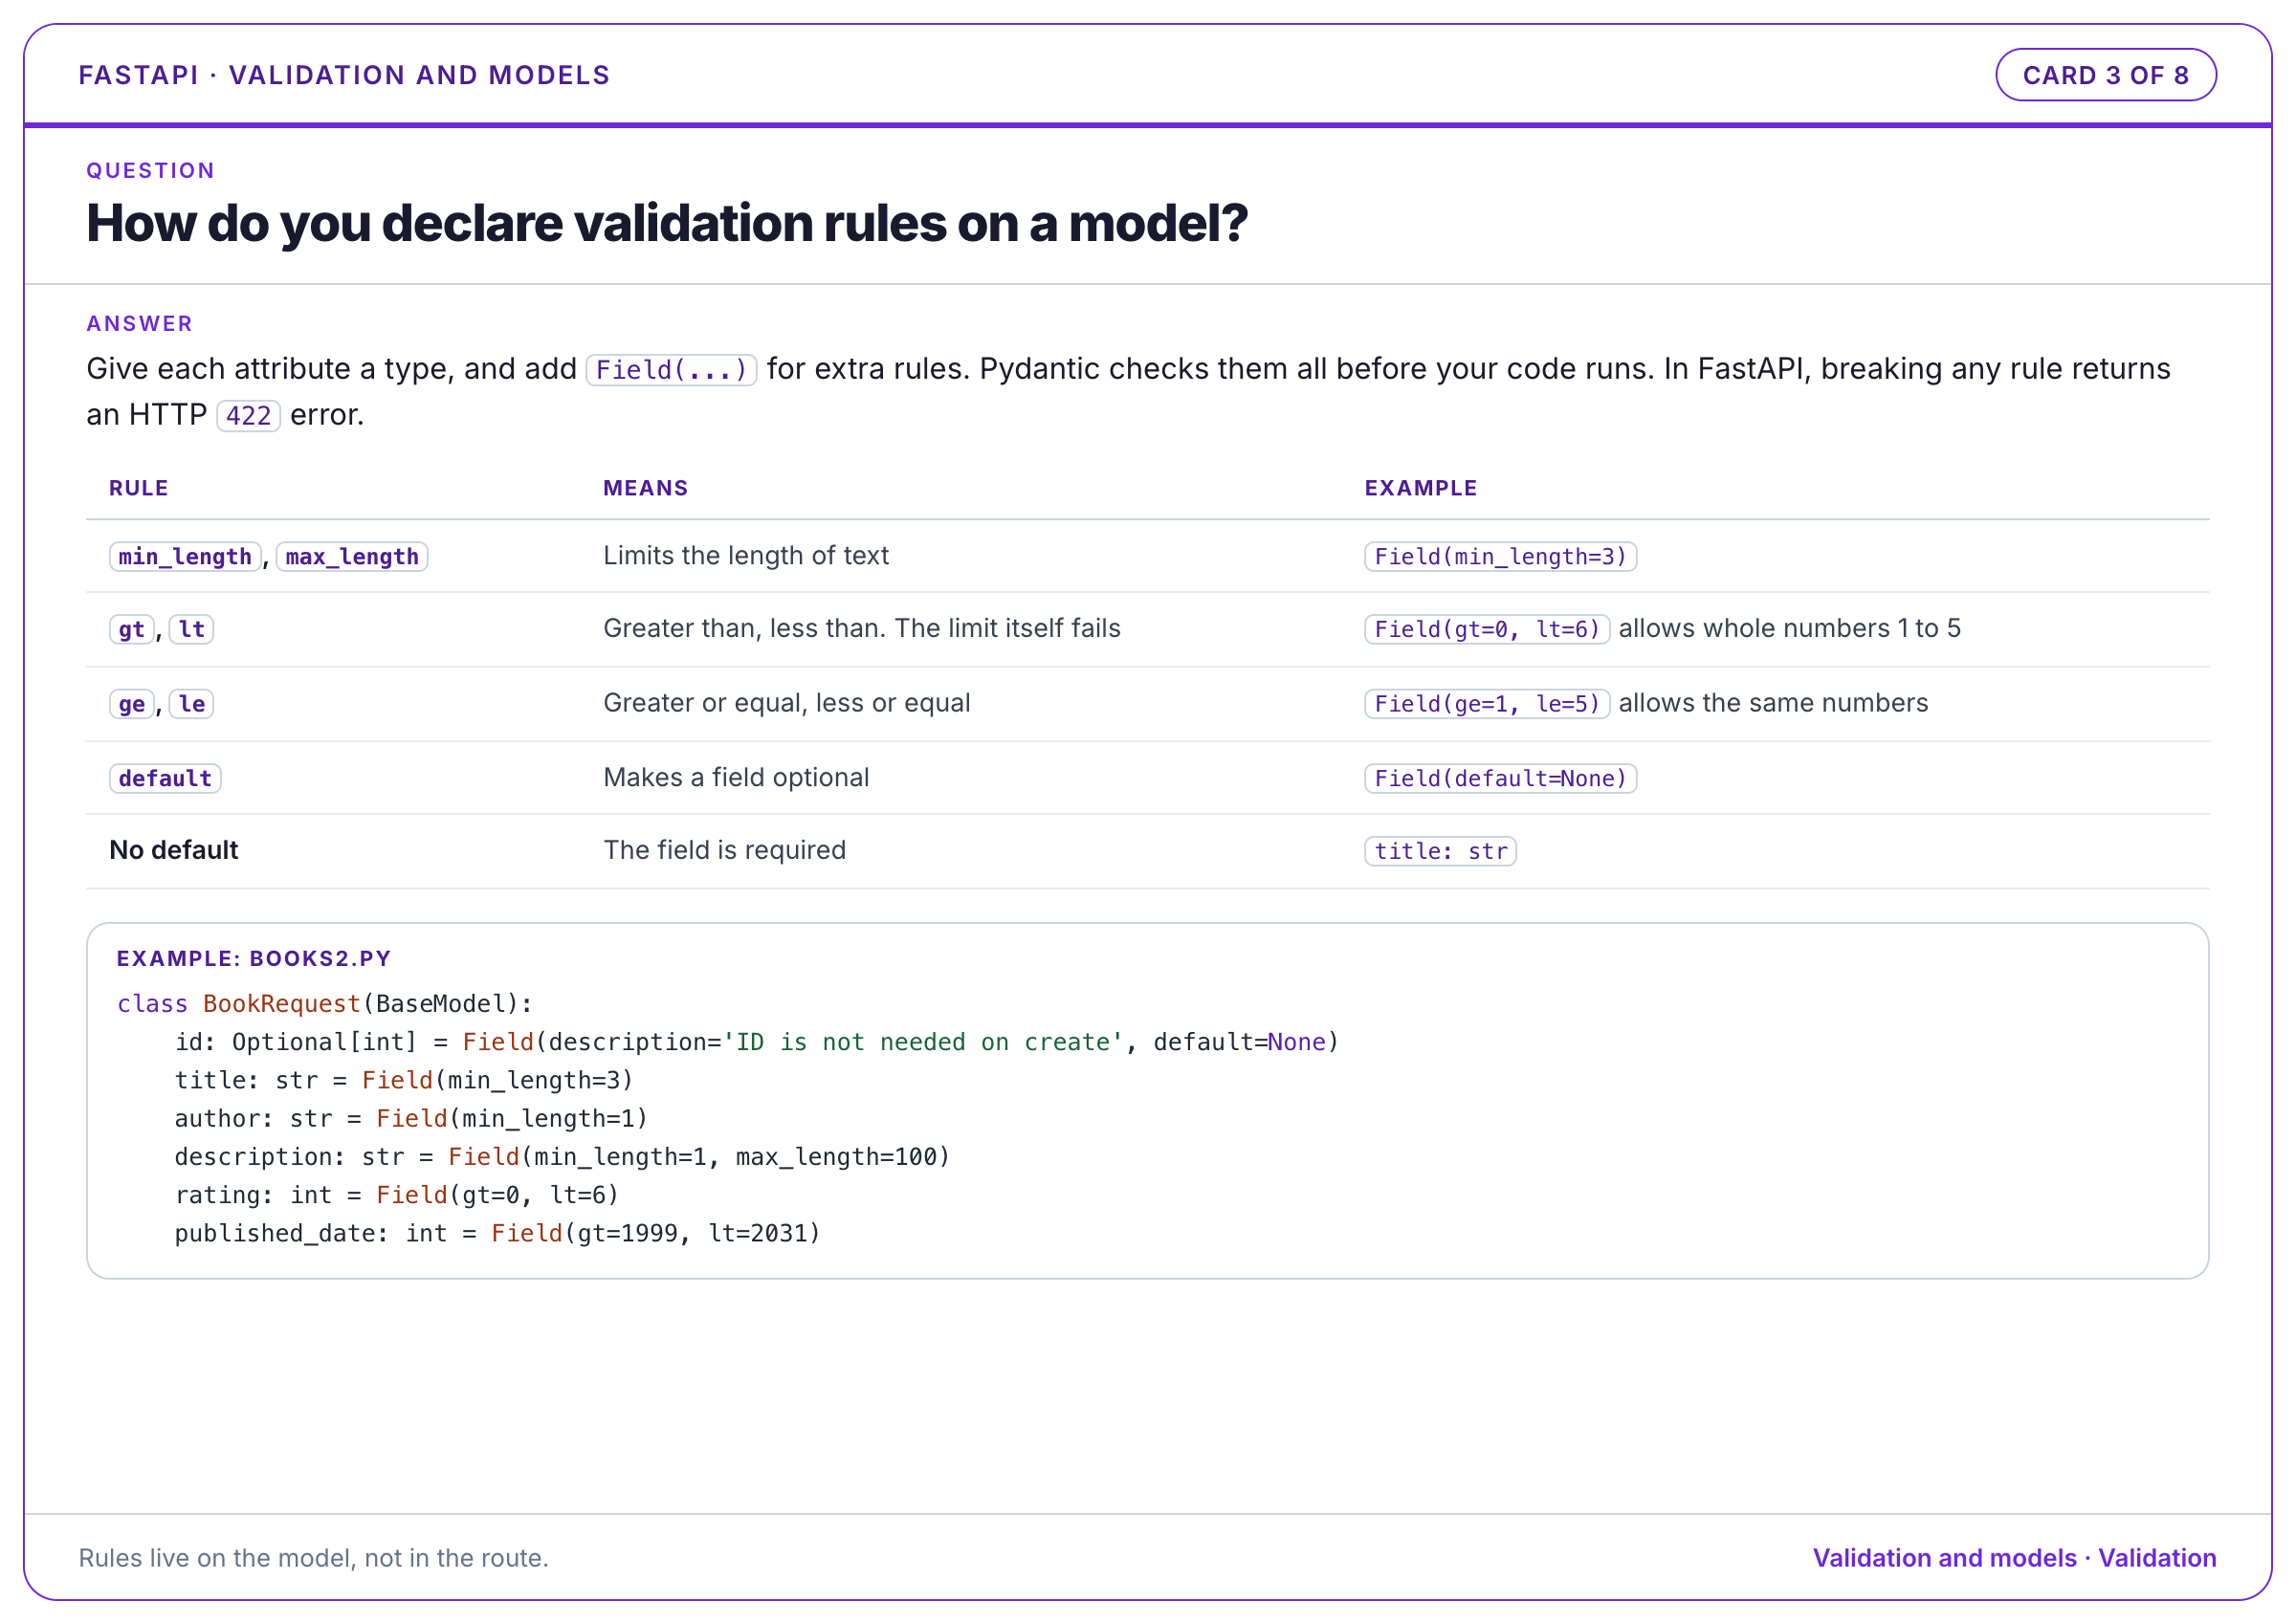 FASTAPI · VALIDATION AND MODELS
CARD 3 OF 8
QUESTION
How do you declare validation rules on a model?
ANSWER
Give each attribute a type, and add Field(...) for extra rules. Pydantic checks them all before your code runs. In FastAPI, breaking any rule returns
an HTTP 422 error.
RULE MEANS EXAMPLE
min_length, max_length Limits the length of text Field(min_length=3)
gt, lt Greater than, less than. The limit itself fails Field(gt=0, lt=6) allows whole numbers 1 to 5
ge, le Greater or equal, less or equal Field(ge=1, le=5) allows the same numbers
default Makes a field optional Field(default=None)
No default The field is required title: str
EXAMPLE: BOOKS2.PY
class BookRequest(BaseModel):
    id: Optional[int] = Field(description='ID is not needed on create', default=None)
    title: str = Field(min_length=3)
    author: str = Field(min_length=1)
    description: str = Field(min_length=1, max_length=100)
    rating: int = Field(gt=0, lt=6)
    published_date: int = Field(gt=1999, lt=2031)
Rules live on the model, not in the route.
Validation and models · Validation